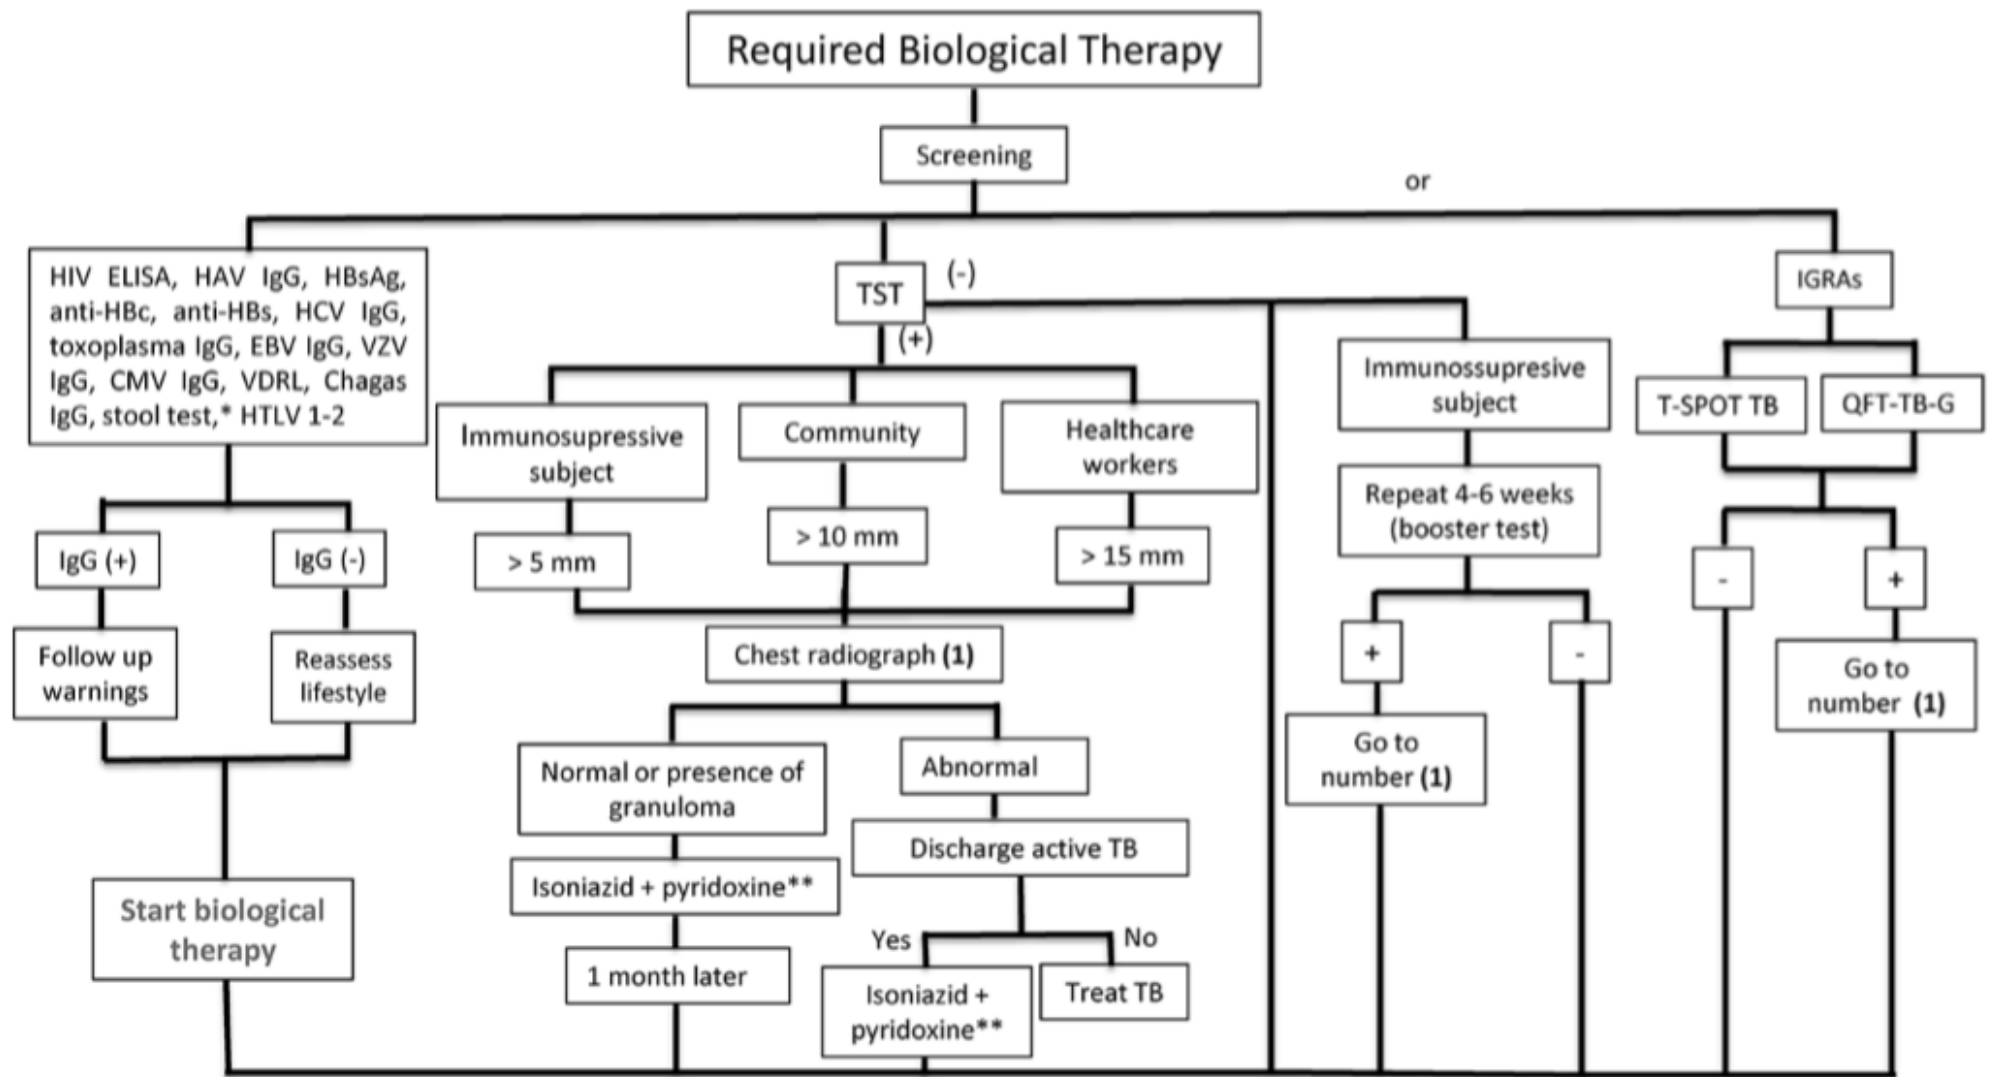 Required Biological Therapy
Screening
or
HIV ELISA, HAV IgG, HBsAg,
anti-HBc, anti-HBs, HCV IgG,
toxoplasma IgG, EBV IgG, VZV
IgG, CMV IgG, VDRL, Chagas
IgG, stool test,* HTLV 1-2
IgG (+)
IgG (-)
Follow up
warnings
Reassess
lifestyle
Start biological
therapy
TST
(-)
(+)
Immunosupressive
subject
Community
Healthcare
workers
> 5 mm
> 10 mm
> 15 mm
Chest radiograph (1)
Normal or presence of
granuloma
Abnormal
Isoniazid + pyridoxine**
Discharge active TB
1 month later
Yes
No
Isoniazid +
pyridoxine**
Treat TB
Immunossupresive
subject
Repeat 4-6 weeks
(booster test)
+
-
Go to
number (1)
IGRAs
T-SPOT TB
QFT-TB-G
-
+
Go to
number (1)